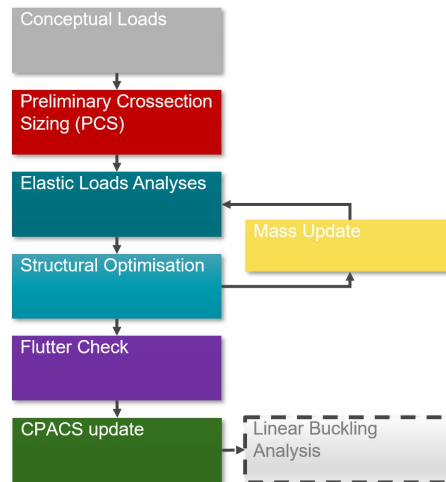 Conceptual Loads
Preliminary Crossection
Sizing (PCS)
Elastic Loads Analyses
Mass Update
Structural Optimisation
Flutter Check
CPACS update
Linear Buckling
Analysis